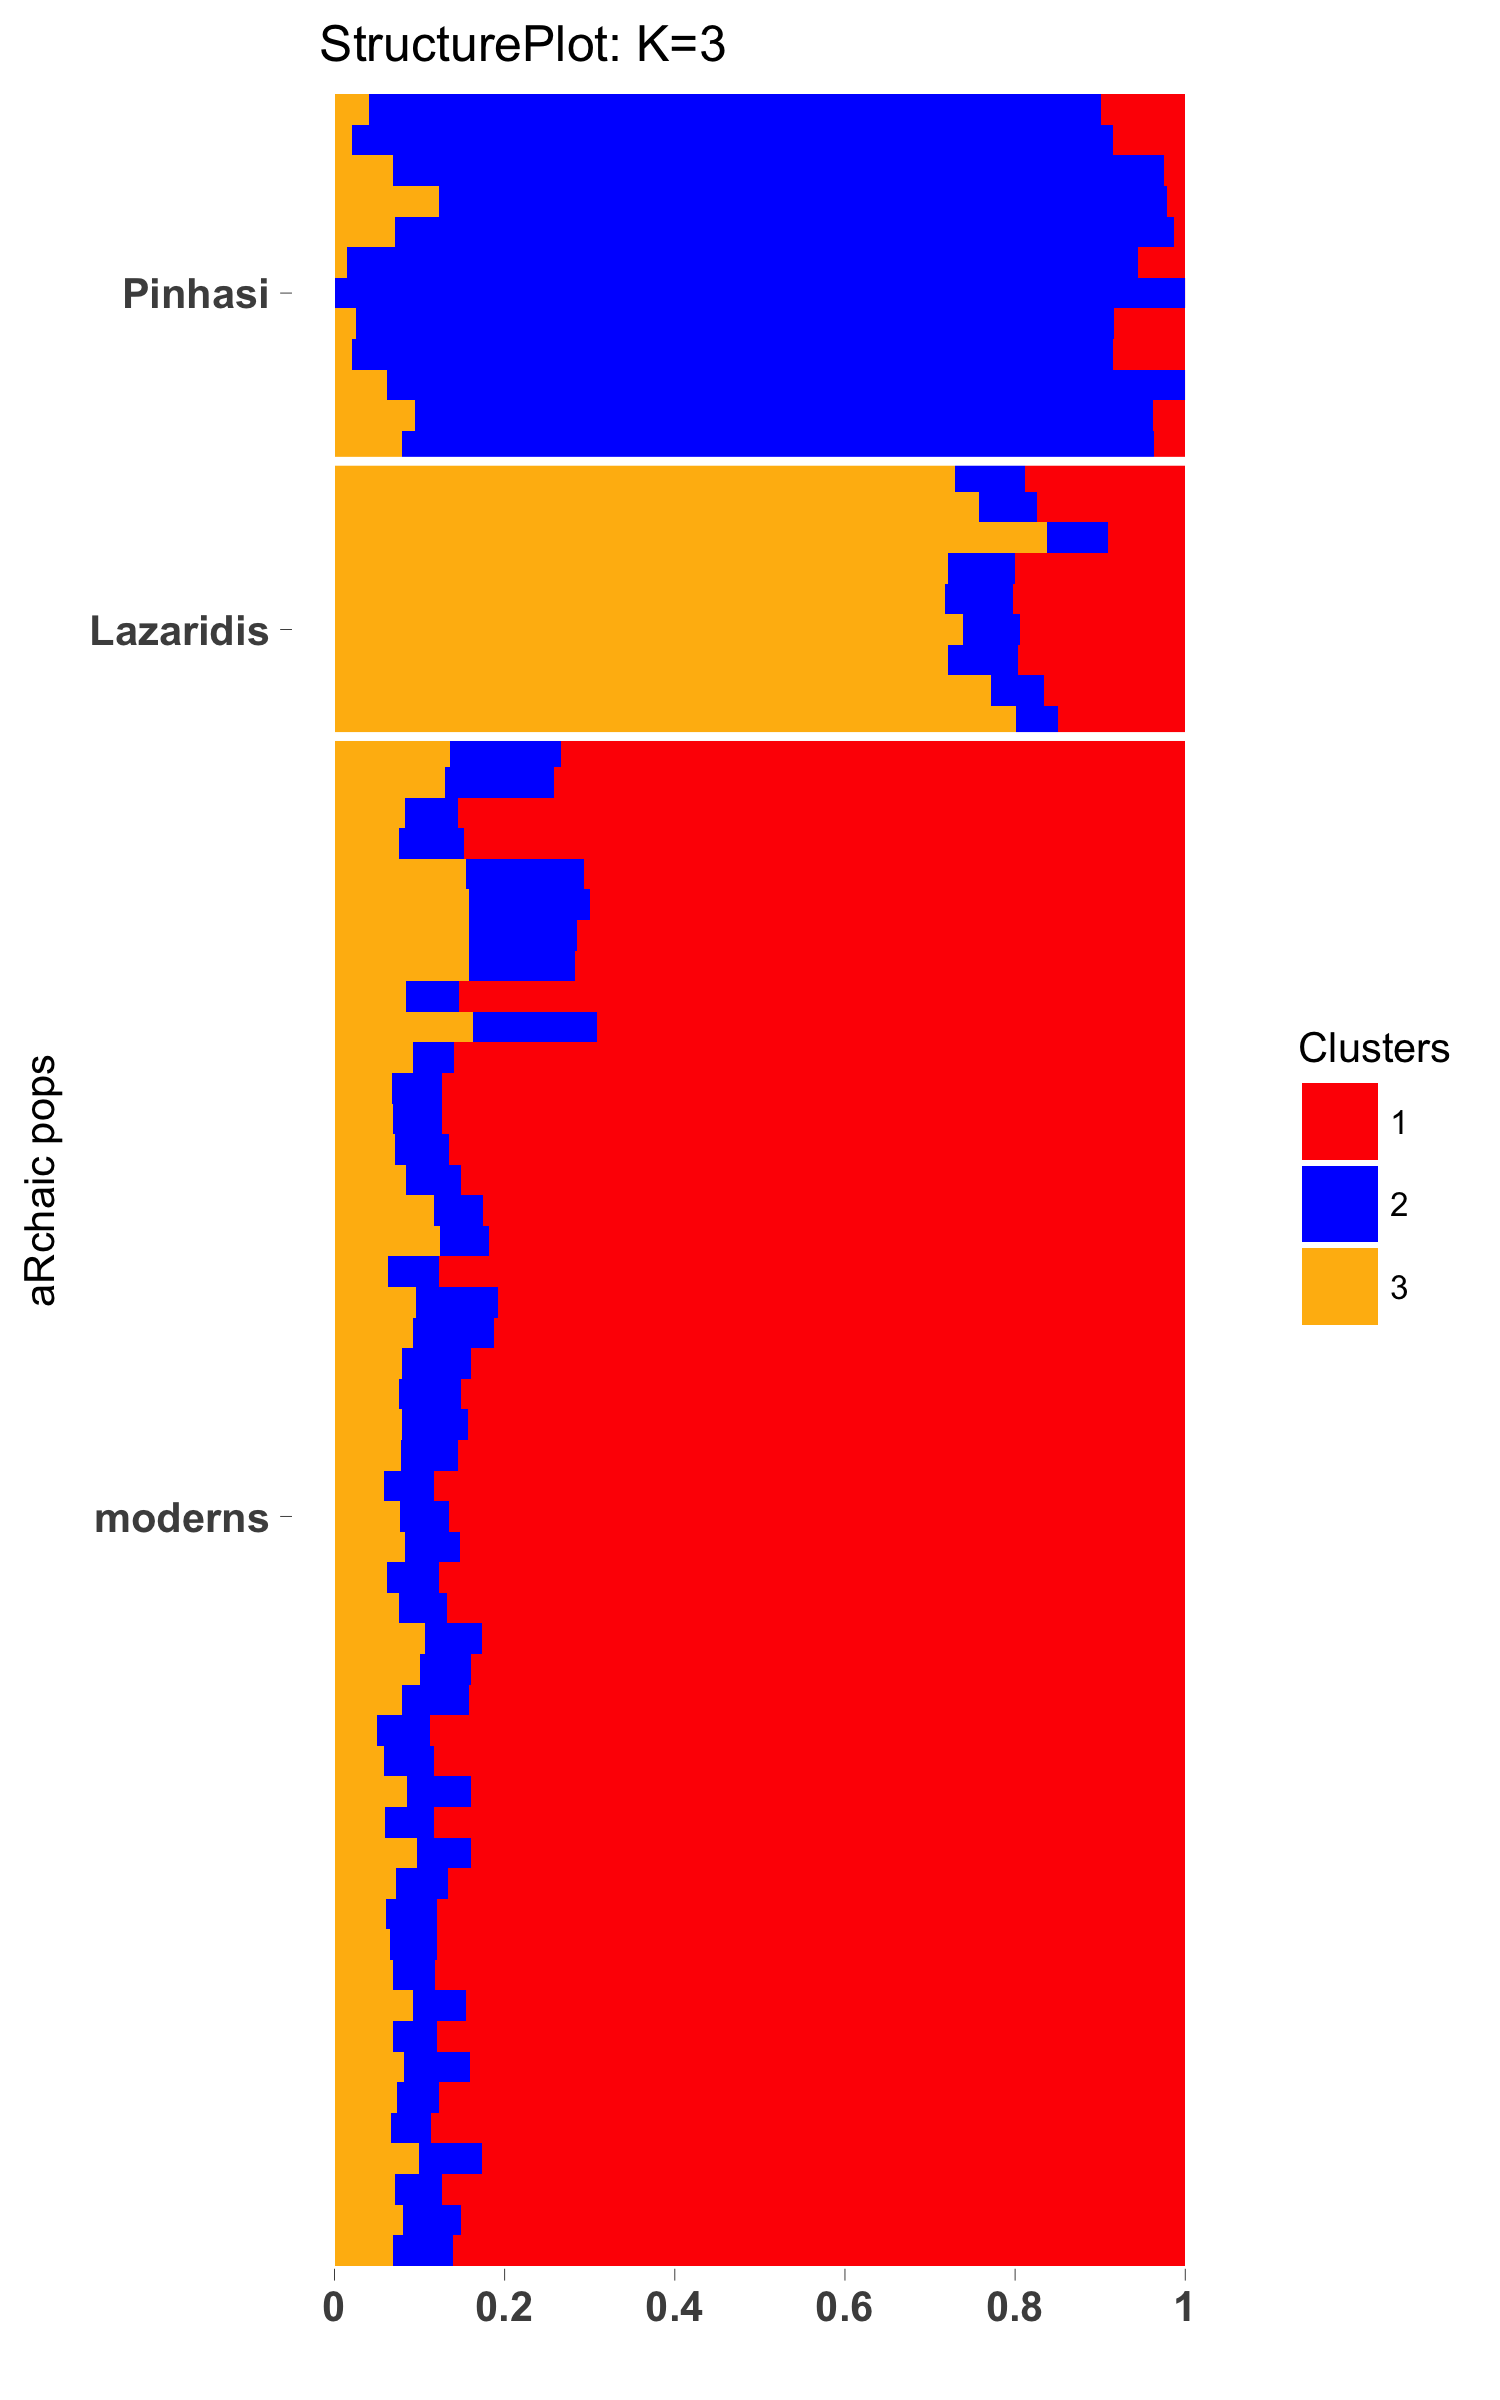 StructurePlot: K=3
Pinhasi
Lazaridis
moderns
aRchaic pops
0 0.2 0.4 0.6 0.8 1
Clusters
1
2
3